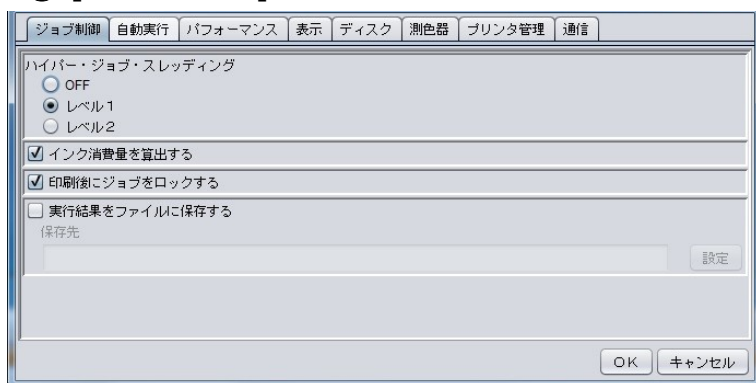 ジョブ制御 自動実行 パフォーマンス 表示 ディスク 測色器 プリンタ管理 通信
ハイパー・ジョブ・スレッディング
OFF
レベル1
レベル2
インク消費量を算出する
印刷後にジョブをロックする
実行結果をファイルに保存する
保存先
設定
OK キャンセル